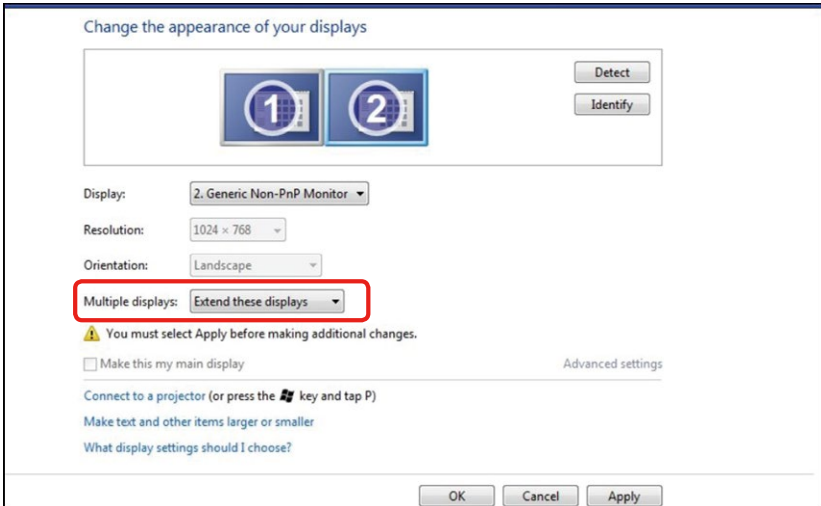 Change the appearance of your displays
1
2
Detect
Identify
Display:
2. Generic Non-PnP Monitor
Resolution:
1024 × 768
Orientation:
Landscape
Multiple displays:
Extend these displays
You must select Apply before making additional changes.
Make this my main display
Advanced settings
Connect to a projector (or press the key and tap P)
Make text and other items larger or smaller
What display settings should I choose?
OK
Cancel
Apply